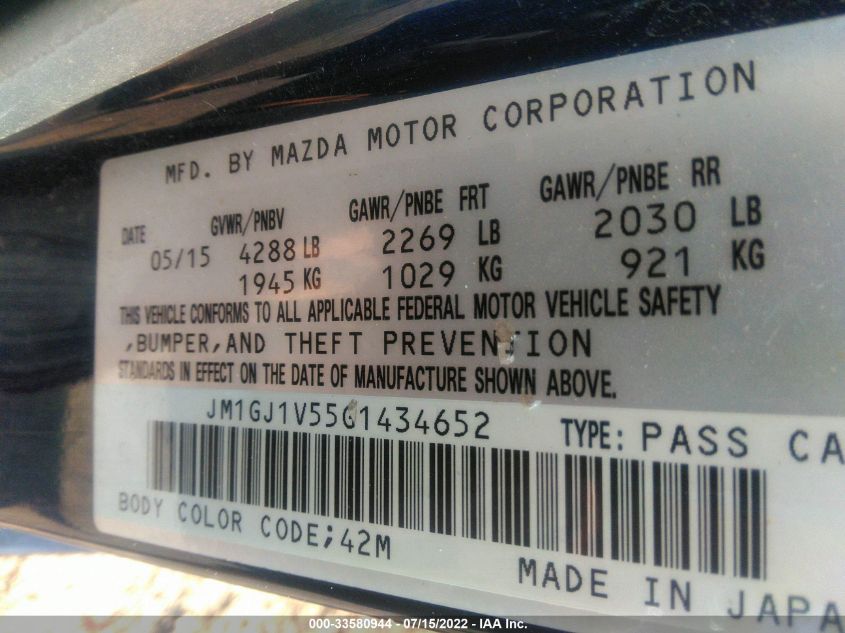 MFD. BY MAZDA MOTOR CORPORATION
DATE GVWR/PNBV GAWR/PNBE FRT GAWR/PNBE RR
05/15 4288 LB 2269 LB 2030 LB
1945 KG 1029 KG 921 KG
THIS VEHICLE CONFORMS TO ALL APPLICABLE FEDERAL MOTOR VEHICLE SAFETY
,BUMPER,AND THEFT PREVENTION
STANDARDS IN EFFECT ON THE DATE OF MANUFACTURE SHOWN ABOVE.
JM1GJ1V55G1434652 TYPE: PASS CA
BODY COLOR CODE;42M
MADE IN JAPA
000-33580944 - 07/15/2022 - IAA Inc.